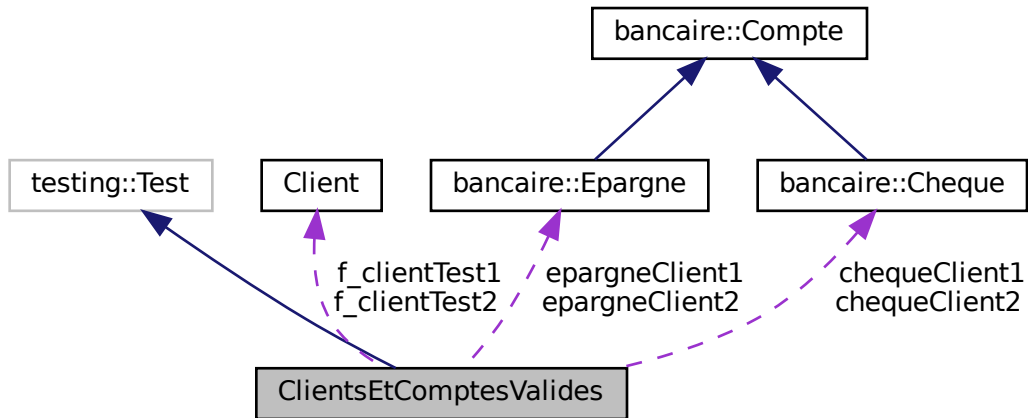 bancaire::Compte
testing::Test
Client
bancaire::Epargne
bancaire::Cheque
f_clientTest1
f_clientTest2
epargneClient1
epargneClient2
chequeClient1
chequeClient2
ClientsEtComptesValides